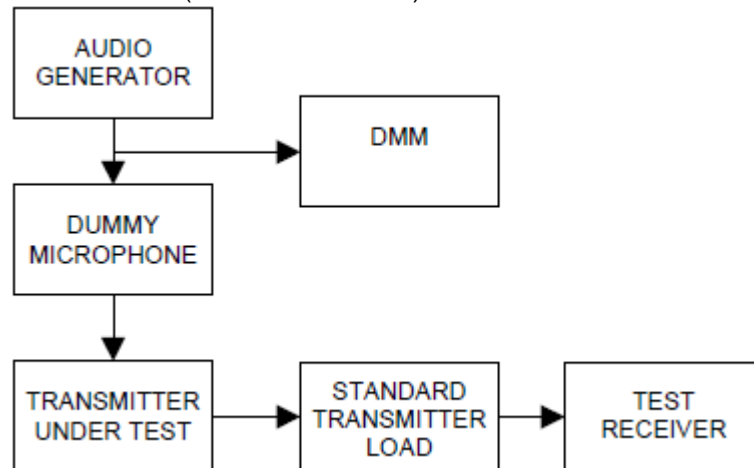 AUDIO
GENERATOR
DMM
DUMMY
MICROPHONE
TRANSMITTER
UNDER TEST
STANDARD
TRANSMITTER
LOAD
TEST
RECEIVER